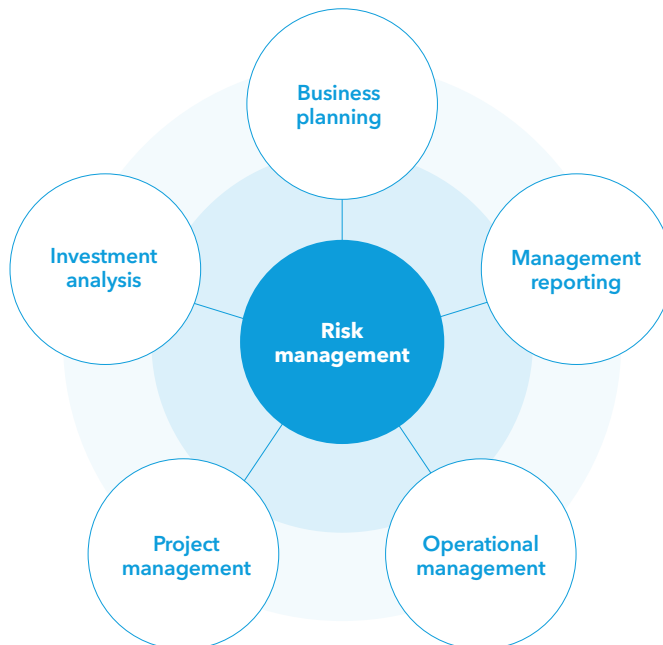 Business
planning
Investment
analysis
Management
reporting
Risk
management
Project
management
Operational
management